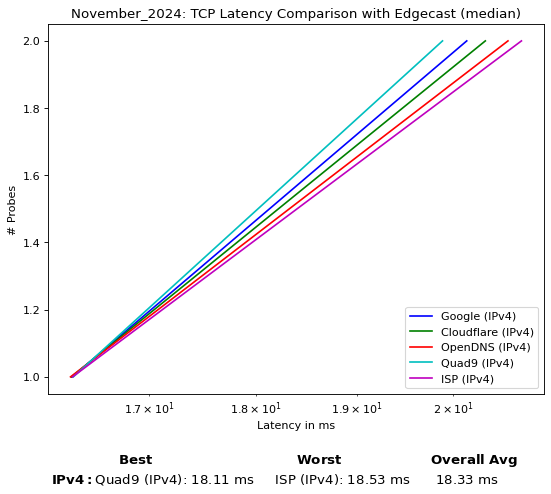 November_2024: TCP Latency Comparison with Edgecast (median)
2.0
1.8
1.6
1.4
1.2
1.0
# Probes
Google (IPv4)
Cloudflare (IPv4)
OpenDNS (IPv4)
Quad9 (IPv4)
ISP (IPv4)
1.7 × 10¹ 1.8 × 10¹ 1.9 × 10¹ 2 × 10¹
Latency in ms
Best Worst Overall Avg
IPv4: Quad9 (IPv4): 18.11 ms ISP (IPv4): 18.53 ms 18.33 ms